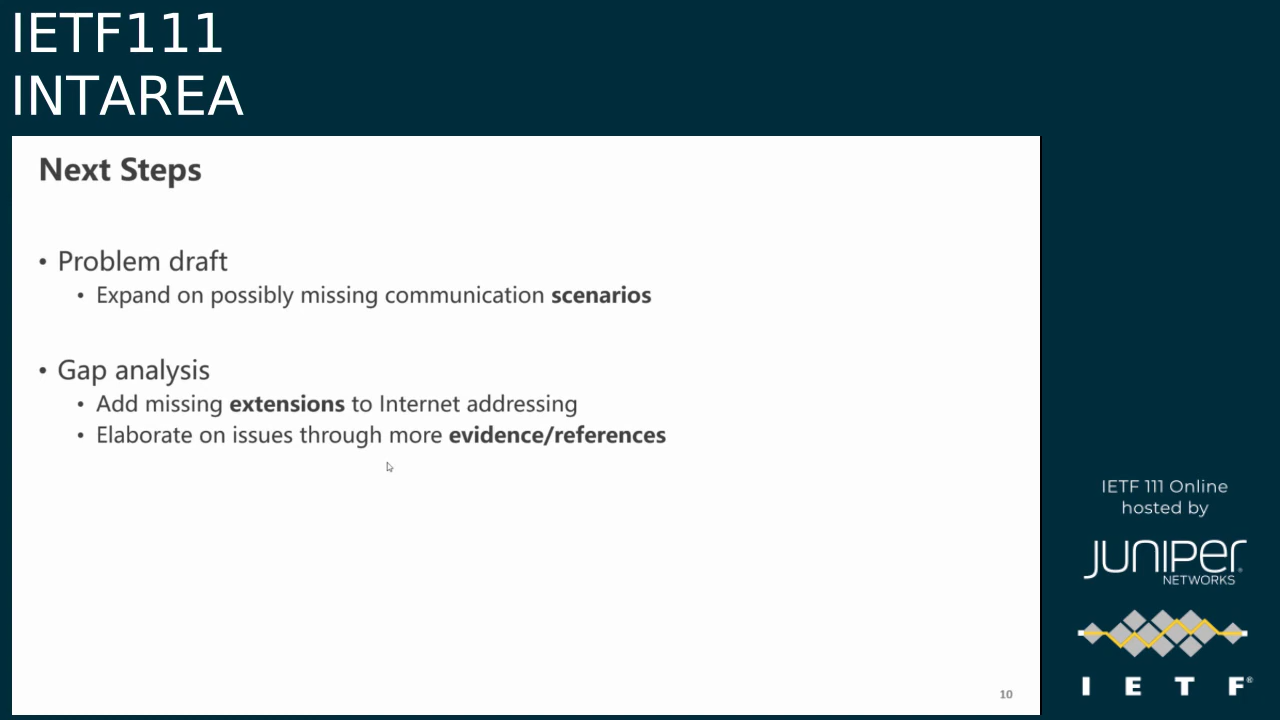 IETF111
INTAREA
Next Steps
• Problem draft
• Expand on possibly missing communication scenarios
• Gap analysis
• Add missing extensions to Internet addressing
• Elaborate on issues through more evidence/references
10
IETF 111 Online
hosted by
JUNIPER
NETWORKS
I E T F®